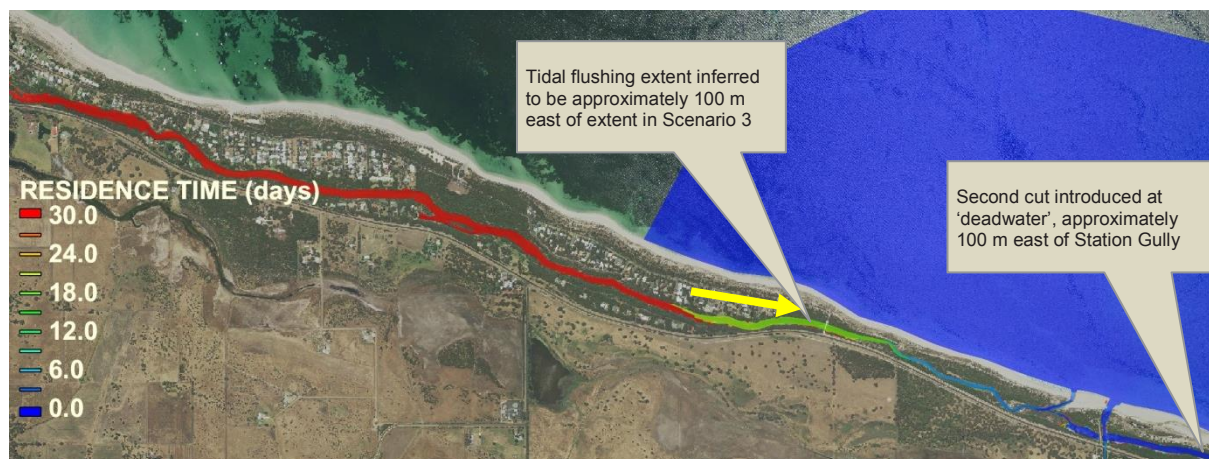 Tidal flushing extent inferred
to be approximately 100 m
east of extent in Scenario 3
Second cut introduced at
‘deadwater’, approximately
100 m east of Station Gully
RESIDENCE TIME (days)
30.0
24.0
18.0
12.0
6.0
0.0